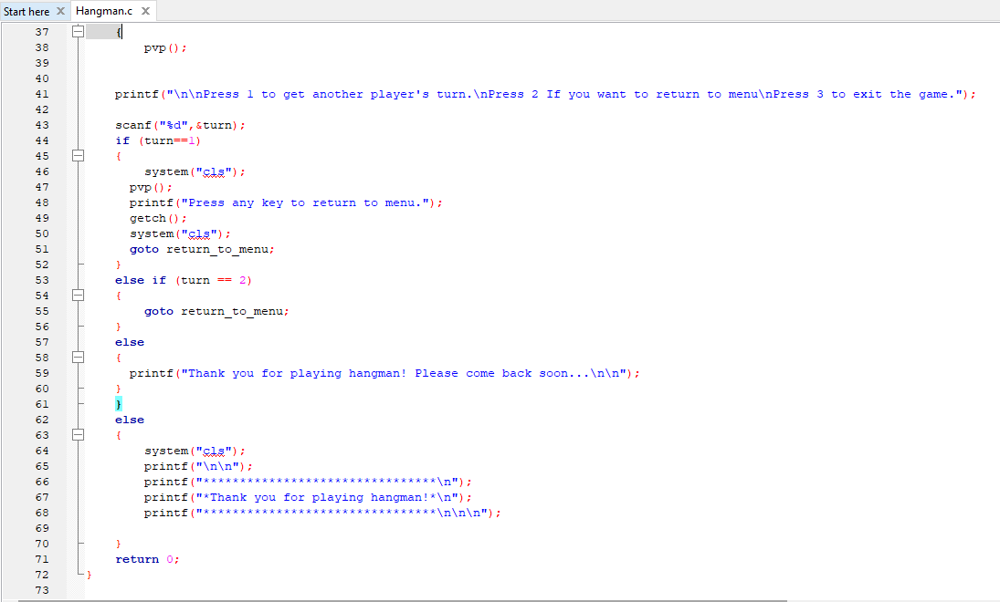 Start here X Hangman.c X
37 {
38 pvp();
39
40
41 printf("\n\nPress 1 to get another player's turn.\nPress 2 If you want to return to menu\nPress 3 to exit the game.");
42
43 scanf("%d",&turn);
44 if (turn==1)
45 {
46 system("cls");
47 pvp();
48 printf("Press any key to return to menu.");
49 getch();
50 system("cls");
51 goto return_to_menu;
52 }
53 else if (turn == 2)
54 {
55 goto return_to_menu;
56 }
57 else
58 {
59 printf("Thank you for playing hangman! Please come back soon...\n\n");
60 }
61 }
62 else
63 {
64 system("cls");
65 printf("\n\n");
66 printf("********************************\n");
67 printf("*Thank you for playing hangman!*\n");
68 printf("********************************\n\n\n");
69
70 }
71 return 0;
72 }
73